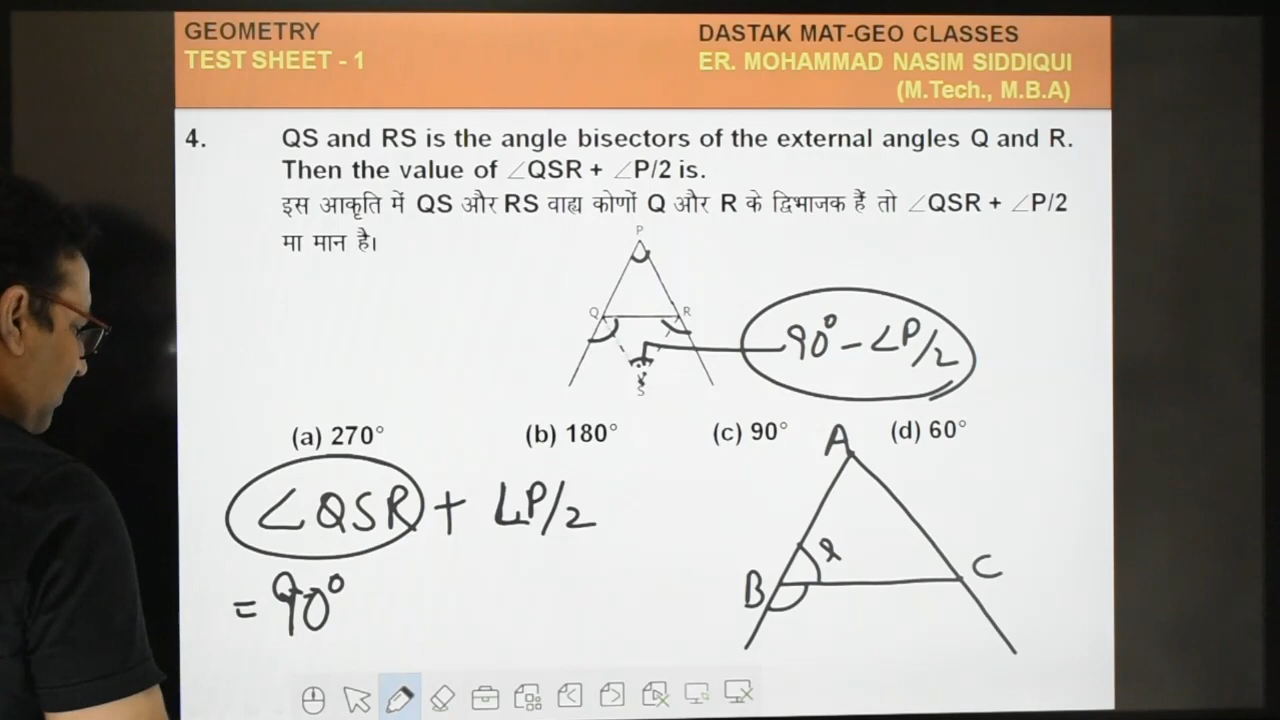 GEOMETRY
DASTAK MAT-GEO CLASSES
TEST SHEET - 1
ER. MOHAMMAD NASIM SIDDIQUI
(M.Tech., M.B.A)
4. QS and RS is the angle bisectors of the external angles Q and R.
Then the value of ∠QSR + ∠P/2 is.
इस आकृति में QS और RS वाह्य कोणों Q और R के द्विभाजक हैं तो ∠QSR + ∠P/2
मा मान है।
P
Q
R
S
90° - ∠P/2
(a) 270° (b) 180° (c) 90° (d) 60°
∠QSR + ∠P/2
= 90°
A
B
C